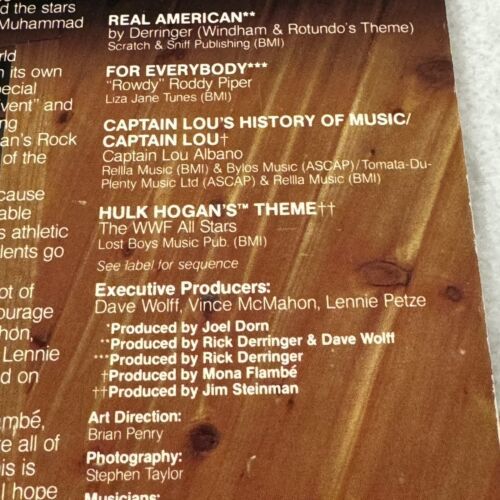 d the stars
Muhammad
orld
n its own
ecial
vent" and
ng
an's Rock
of the
cause
able
s athletic
lents go
ot of
ourage
hon,
Lennie
d on
mbé,
e all of
is is
l hope
REAL AMERICAN**
by Derringer (Windham & Rotundo's Theme)
Scratch & Sniff Publishing (BMI)
FOR EVERYBODY***
"Rowdy" Roddy Piper
Liza Jane Tunes (BMI)
CAPTAIN LOU'S HISTORY OF MUSIC/
CAPTAIN LOU†
Captain Lou Albano
Rellla Music (BMI) & Bylos Music (ASCAP)/Tomata-Du-
Plenty Music Ltd (ASCAP) & Rellla Music (BMI)
HULK HOGAN'S™ THEME††
The WWF All Stars
Lost Boys Music Pub. (BMI)
See label for sequence
Executive Producers:
Dave Wolff, Vince McMahon, Lennie Petze
*Produced by Joel Dorn
**Produced by Rick Derringer & Dave Wolff
***Produced by Rick Derringer
†Produced by Mona Flambé
††Produced by Jim Steinman
Art Direction:
Brian Penry
Photography:
Stephen Taylor
Musicians: